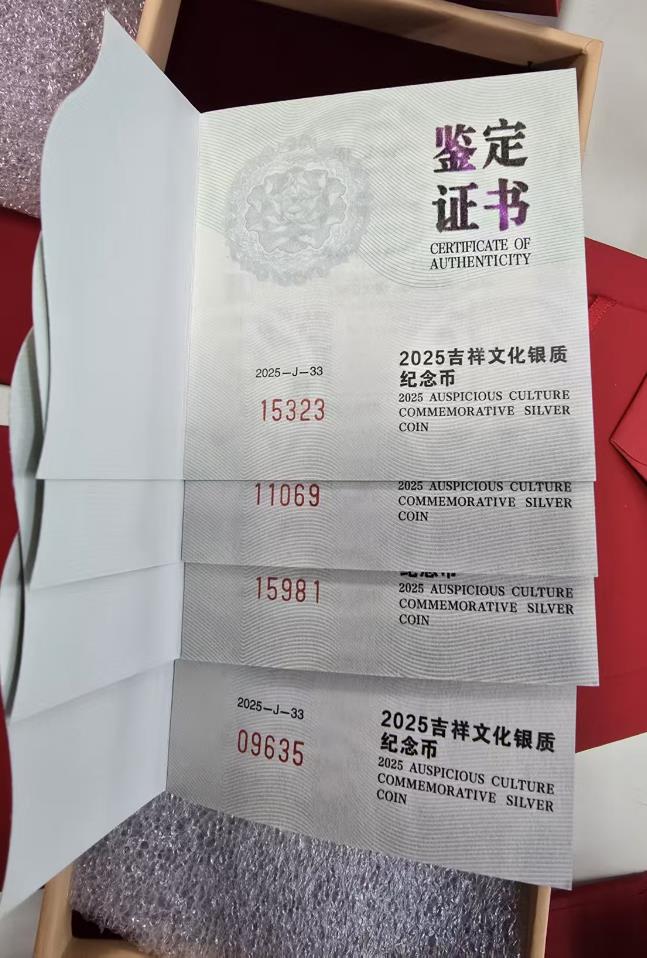 鉴定
证书
CERTIFICATE OF
AUTHENTICITY
2025-J-33
15323
2025吉祥文化银质
纪念币
2025 AUSPICIOUS CULTURE
COMMEMORATIVE SILVER
COIN
11069
2025 AUSPICIOUS CULTURE
COMMEMORATIVE SILVER
COIN
15981
纪念币
2025 AUSPICIOUS CULTURE
COMMEMORATIVE SILVER
COIN
2025-J-33
09635
2025吉祥文化银质
纪念币
2025 AUSPICIOUS CULTURE
COMMEMORATIVE SILVER
COIN